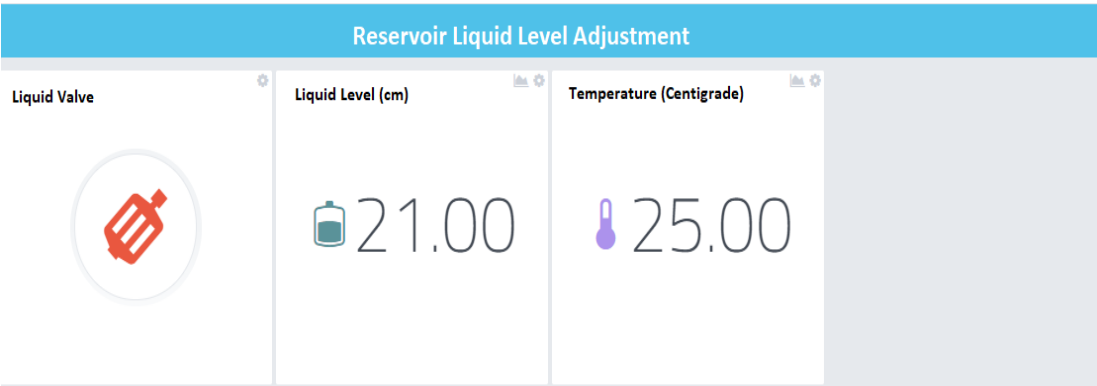 Reservoir Liquid Level Adjustment
Liquid Valve
Liquid Level (cm)
Temperature (Centigrade)
21.00
25.00